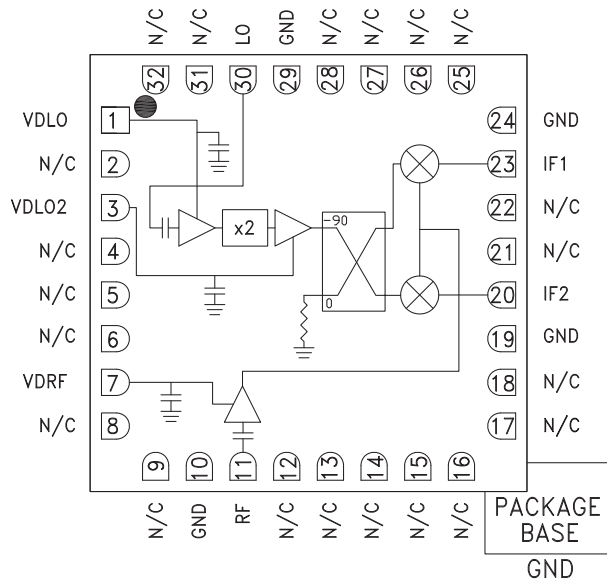 N/C N/C LO GND N/C N/C N/C N/C
32 31 30 29 28 27 26 25
VDLO 1 24 GND
N/C 2 23 IF1
VDLO2 3 22 N/C
x2 -90
N/C 4 21 N/C
N/C 5 20 IF2
0
N/C 6 19 GND
VDRF 7 18 N/C
N/C 8 17 N/C
9 10 11 12 13 14 15 16
N/C GND RF N/C N/C N/C N/C N/C
PACKAGE
BASE
GND